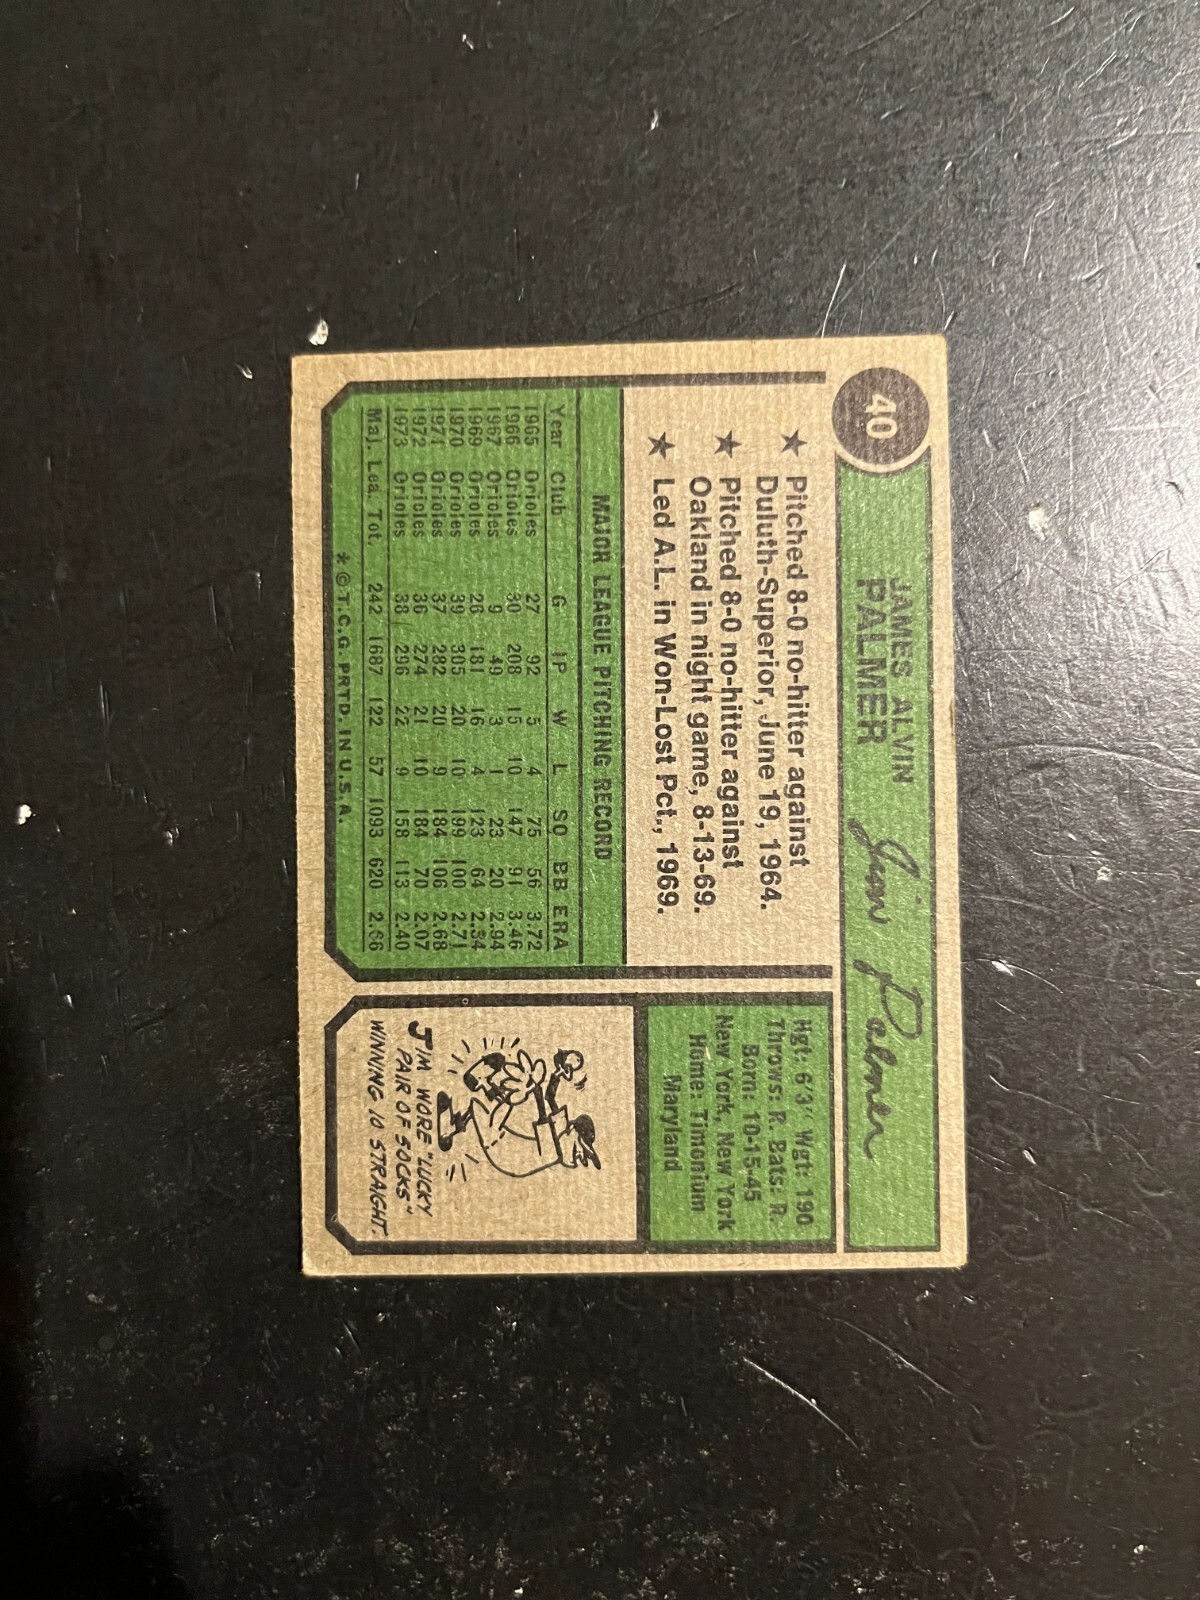 40
JAMES ALVIN
PALMER
Jim Palmer
★ Pitched 8-0 no-hitter against
Duluth-Superior, June 19, 1964.
★ Pitched 8-0 no-hitter against
Oakland in night game, 8-13-69.
★ Led A.L. in Won-Lost Pct., 1969.
Hgt: 6'3" Wgt: 190
Throws: R. Bats: R.
Born: 10-15-45
New York, New York
Home: Timonium
Maryland
MAJOR LEAGUE PITCHING RECORD
Year Club G IP W L SO BB ERA
1965 Orioles 27 92 5 4 75 56 3.72
1966 Orioles 30 208 15 10 147 91 3.46
1967 Orioles 9 49 3 1 23 20 2.94
1969 Orioles 26 181 16 4 123 64 2.34
1970 Orioles 39 305 20 10 199 100 2.71
1971 Orioles 37 282 20 9 184 106 2.68
1972 Orioles 36 274 21 10 184 70 2.07
1973 Orioles 38 296 22 9 158 113 2.40
Maj. Lea. Tot. 242 1687 122 57 1093 620 2.66
* © T.C.G. PRTD. IN U.S.A.
JIM WORE "LUCKY
PAIR OF SOCKS"
WINNING 10 STRAIGHT.